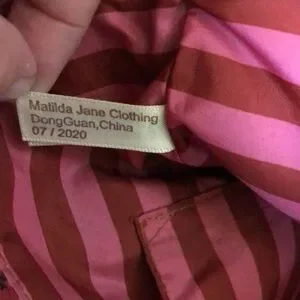 Matilda Jane Clothing
DongGuan,China
07 / 2020